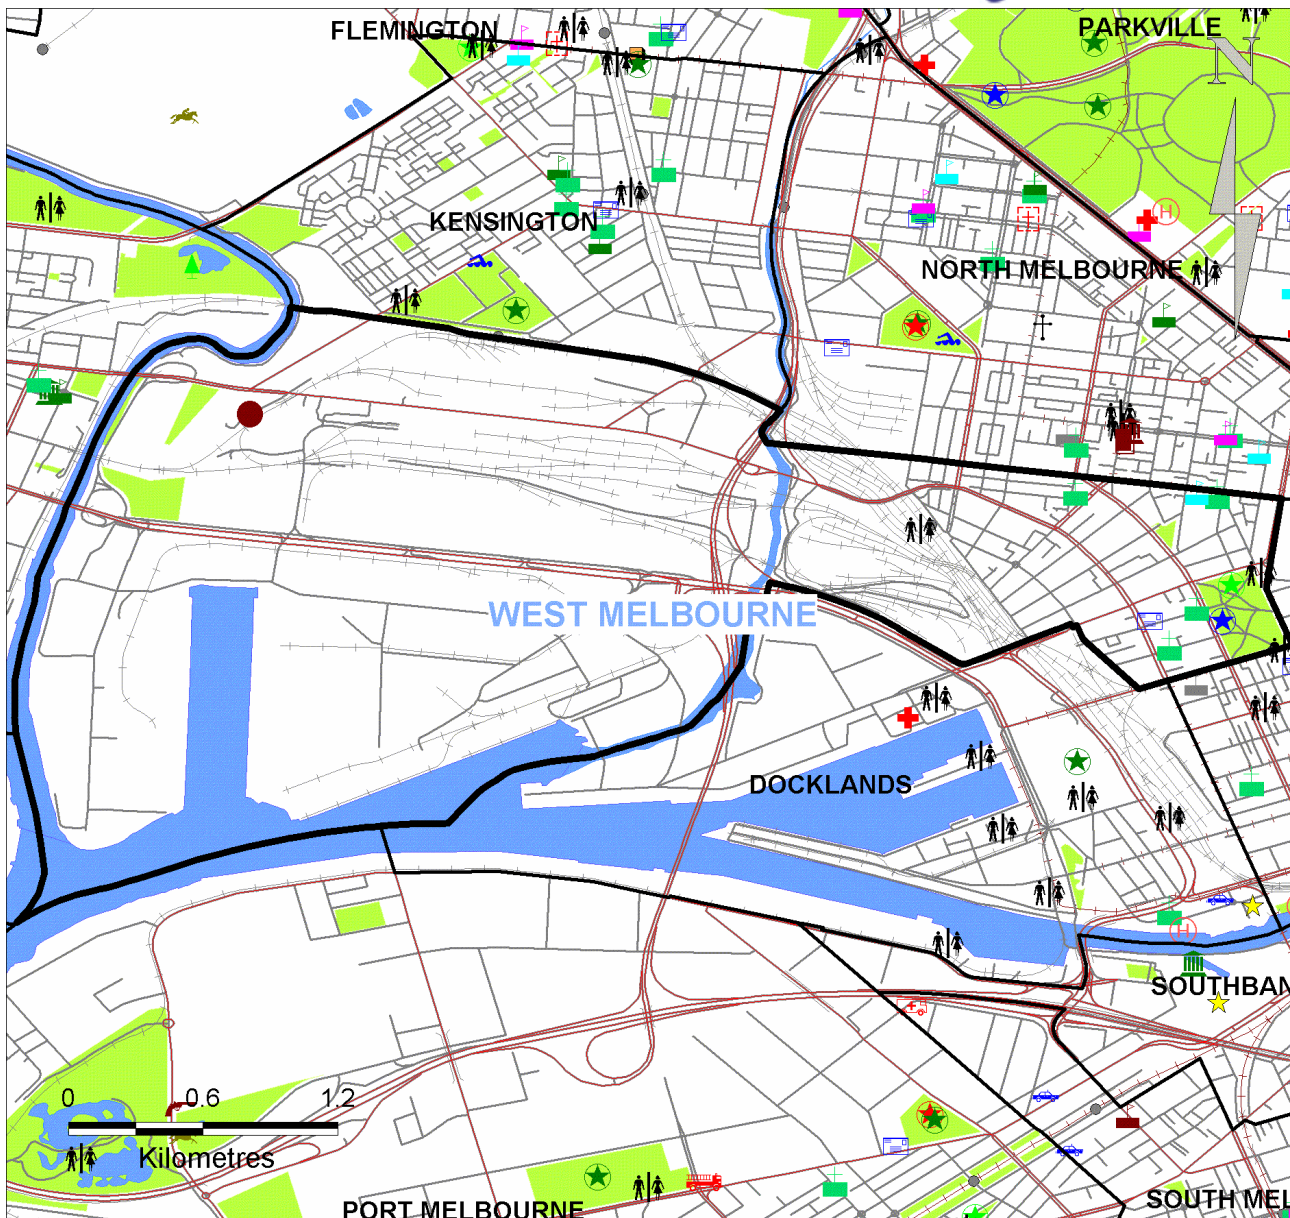 FLEMINGTON
PARKVILLE
N
KENSINGTON
NORTH MELBOURNE
H
WEST MELBOURNE
DOCKLANDS
H
SOUTHBAN
0 0.6 1.2
Kilometres
PORT MELBOURNE
SOUTH MEL